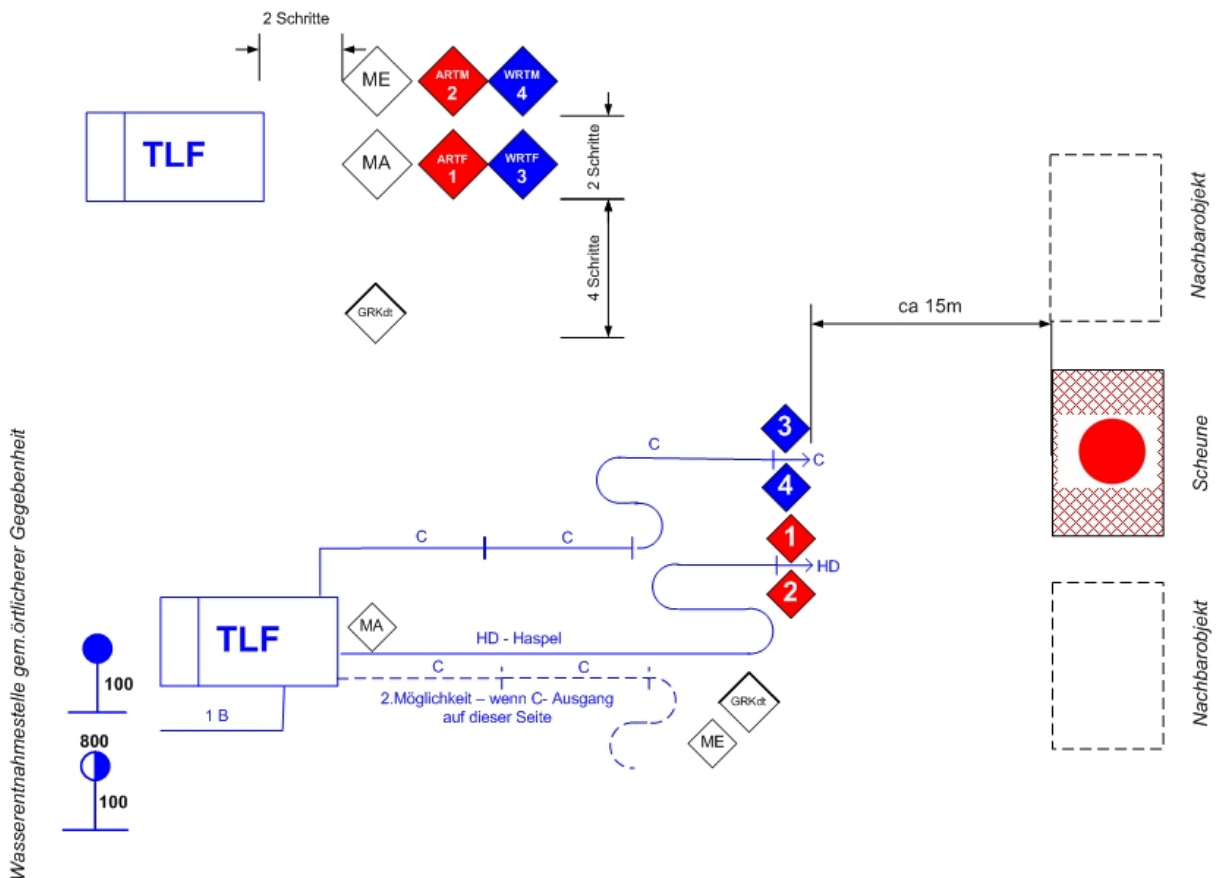 2 Schritte
ME
ARTM
2
WRTM
4
TLF
MA
ARTF
1
WRTF
3
2 Schritte
4 Schritte
GRKdt
Nachbarobjekt
ca 15m
Wasserentnahmestelle gem.örtlicherer Gegebenheit
3
C
C
4
Scheune
C
C
1
HD
2
TLF
MA
HD - Haspel
C
C
100
1 B
2.Möglichkeit – wenn C- Ausgang
auf dieser Seite
GRKdt
ME
Nachbarobjekt
800
100